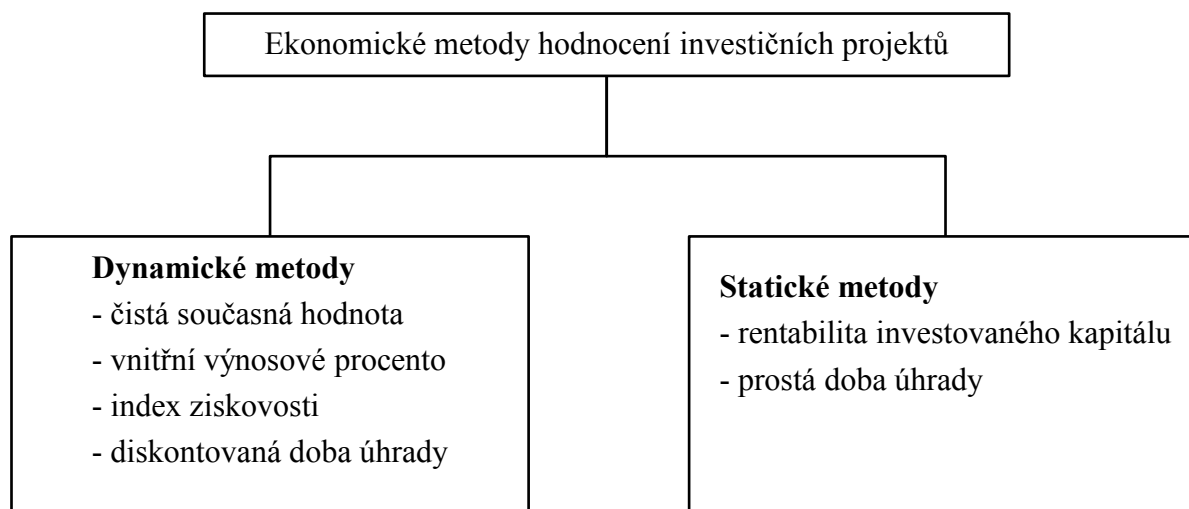 Ekonomické metody hodnocení investičních projektů
Dynamické metody
- čistá současná hodnota
- vnitřní výnosové procento
- index ziskovosti
- diskontovaná doba úhrady
Statické metody
- rentabilita investovaného kapitálu
- prostá doba úhrady